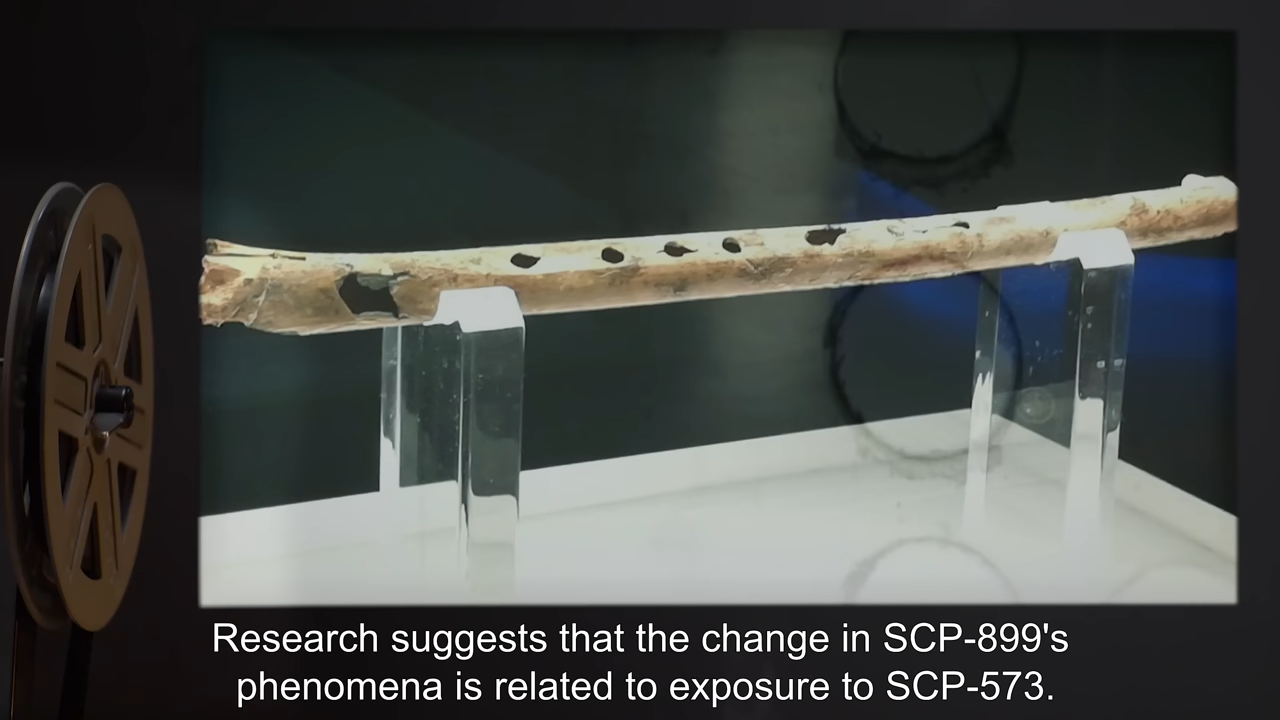 Research suggests that the change in SCP-899's
phenomena is related to exposure to SCP-573.